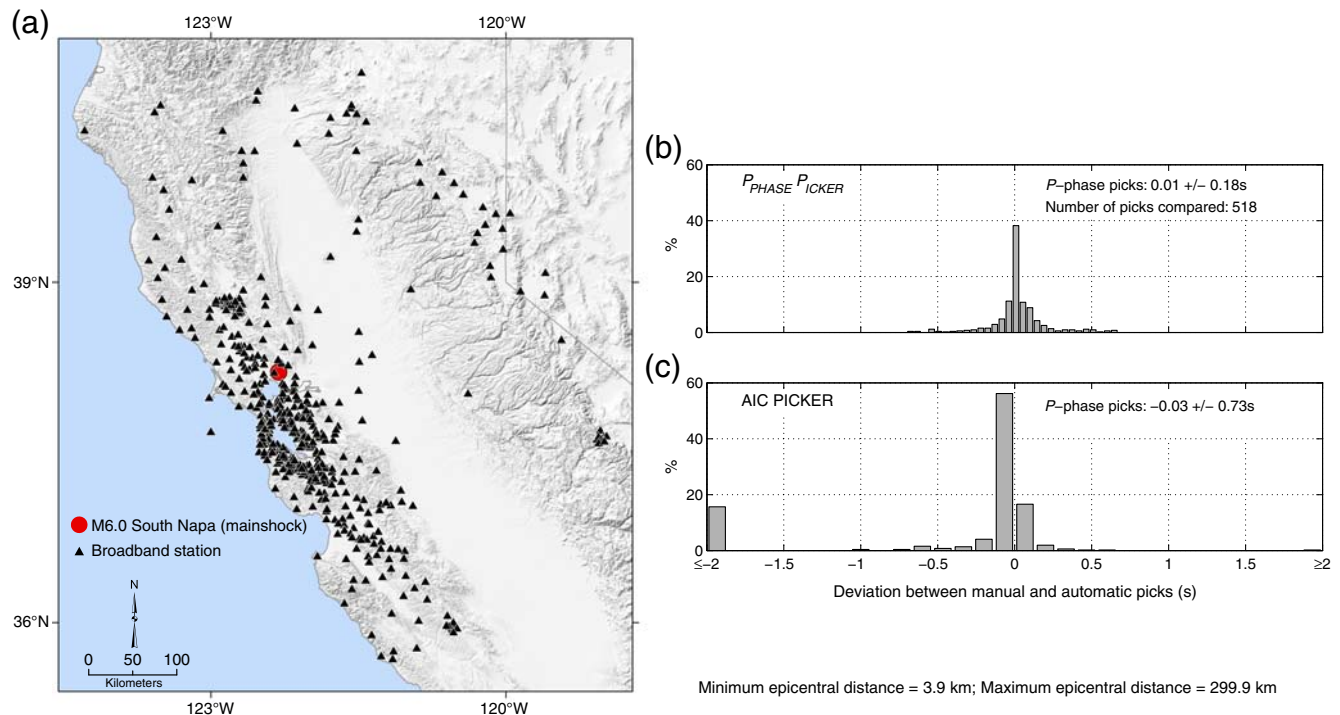 (a)
123°W 120°W
39°N
36°N
M6.0 South Napa (mainshock)
Broadband station
N
0 50 100
Kilometers
123°W 120°W
(b)
60
40
20
0
%
PPHASE PICKER
P−phase picks: 0.01 +/− 0.18s
Number of picks compared: 518
(c)
60
40
20
0
%
AIC PICKER
P−phase picks: −0.03 +/− 0.73s
≤−2 −1.5 −1 −0.5 0 0.5 1 1.5 ≥2
Deviation between manual and automatic picks (s)
Minimum epicentral distance = 3.9 km; Maximum epicentral distance = 299.9 km